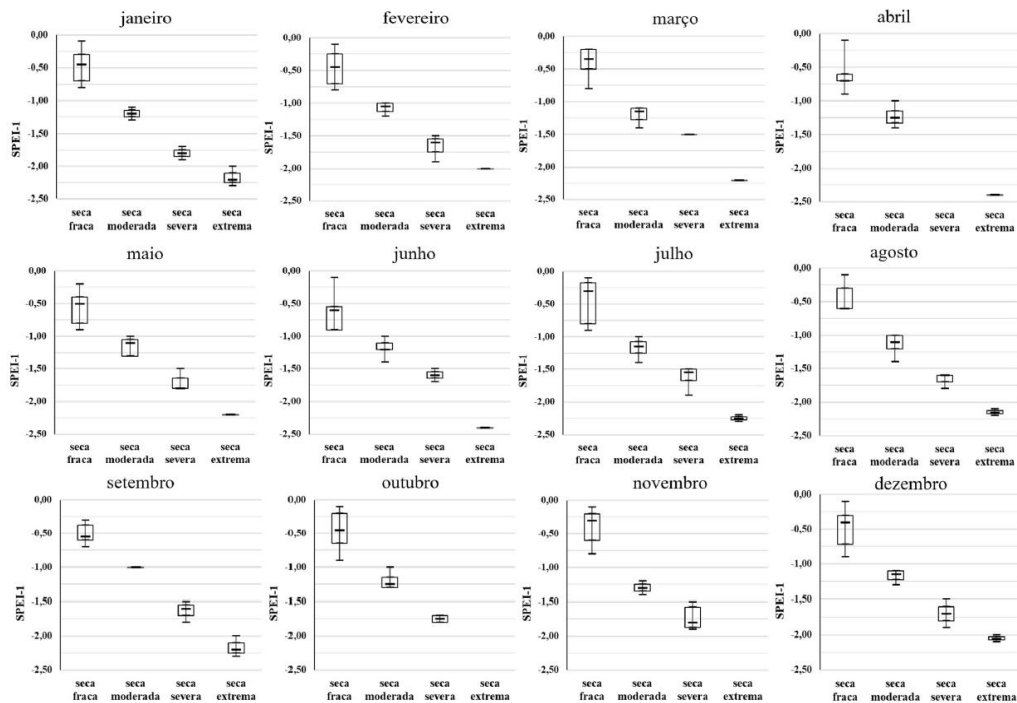 janeiro
0,00
-0,50
-1,00
-1,50
-2,00
-2,50
SPEI-1
seca seca seca seca
fraca moderada severa extrema
fevereiro
0,00
-0,50
-1,00
-1,50
-2,00
-2,50
SPEI-1
seca seca seca seca
fraca moderada severa extrema
março
0,00
-0,50
-1,00
-1,50
-2,00
-2,50
SPEI-1
seca seca seca seca
fraca moderada severa extrema
abril
0,00
-0,50
-1,00
-1,50
-2,00
-2,50
SPEI-1
seca seca seca seca
fraca moderada severa extrema
maio
0,00
-0,50
-1,00
-1,50
-2,00
-2,50
SPEI-1
seca seca seca seca
fraca moderada severa extrema
junho
0,00
-0,50
-1,00
-1,50
-2,00
-2,50
SPEI-1
seca seca seca seca
fraca moderada severa extrema
julho
0,00
-0,50
-1,00
-1,50
-2,00
-2,50
SPEI-1
seca seca seca seca
fraca moderada severa extrema
agosto
0,00
-0,50
-1,00
-1,50
-2,00
-2,50
SPEI-1
seca seca seca seca
fraca moderada severa extrema
setembro
0,00
-0,50
-1,00
-1,50
-2,00
-2,50
SPEI-1
seca seca seca seca
fraca moderada severa extrema
outubro
0,00
-0,50
-1,00
-1,50
-2,00
-2,50
SPEI-1
seca seca seca seca
fraca moderada severa extrema
novembro
0,00
-0,50
-1,00
-1,50
-2,00
-2,50
SPEI-1
seca seca seca seca
fraca moderada severa extrema
dezembro
0,00
-0,50
-1,00
-1,50
-2,00
-2,50
SPEI-1
seca seca seca seca
fraca moderada severa extrema